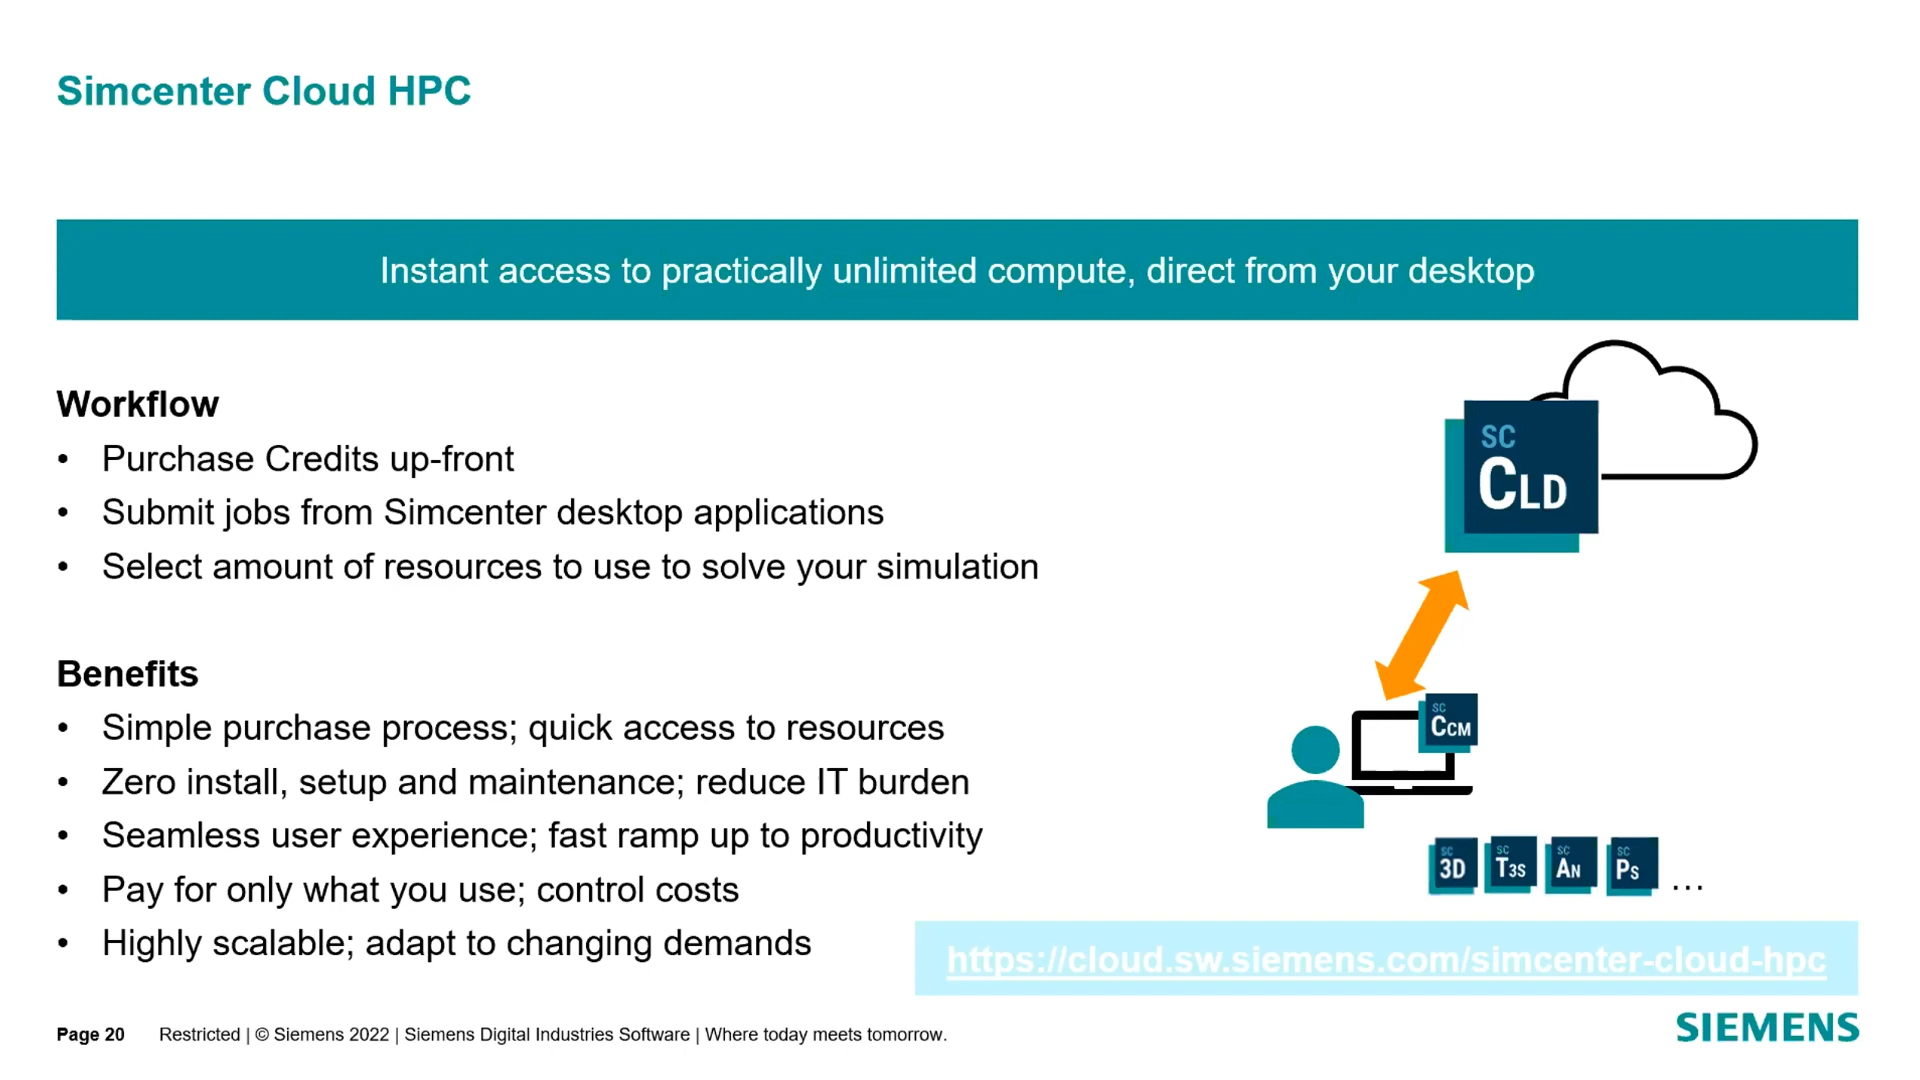 Simcenter Cloud HPC
Instant access to practically unlimited compute, direct from your desktop
Workflow
• Purchase Credits up-front
• Submit jobs from Simcenter desktop applications
• Select amount of resources to use to solve your simulation
Benefits
• Simple purchase process; quick access to resources
• Zero install, setup and maintenance; reduce IT burden
• Seamless user experience; fast ramp up to productivity
• Pay for only what you use; control costs
• Highly scalable; adapt to changing demands
SC
CLD
SC
CCM
SC
3D
SC
T3S
SC
AN
SC
PS
...
https://cloud.sw.siemens.com/simcenter-cloud-hpc
Page 20 Restricted | © Siemens 2022 | Siemens Digital Industries Software | Where today meets tomorrow.
SIEMENS